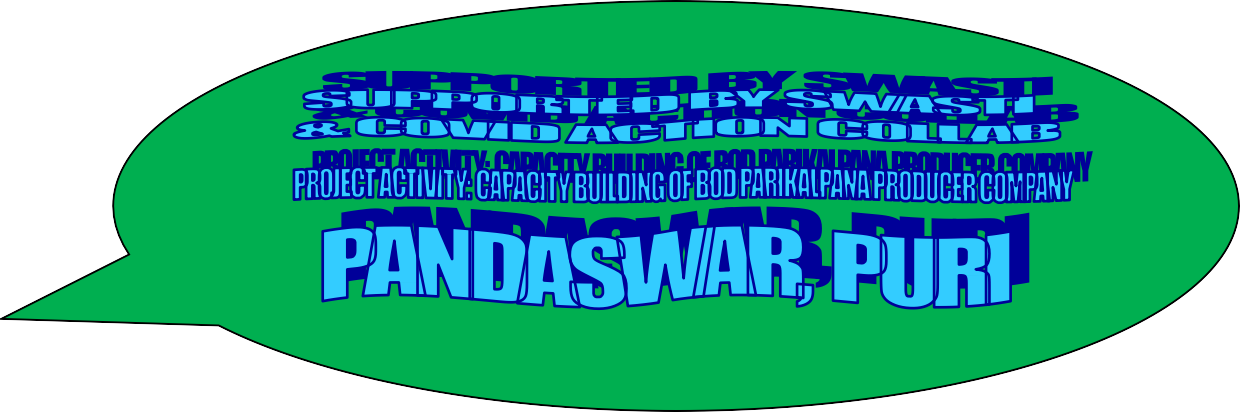 SUPPORTED BY SWASTI
& COVID ACTION COLLAB
PROJECT ACTIVITY: CAPACITY BUILDING OF BOD PARIKALPANA PRODUCER COMPANY
PANDASWAR, PURI